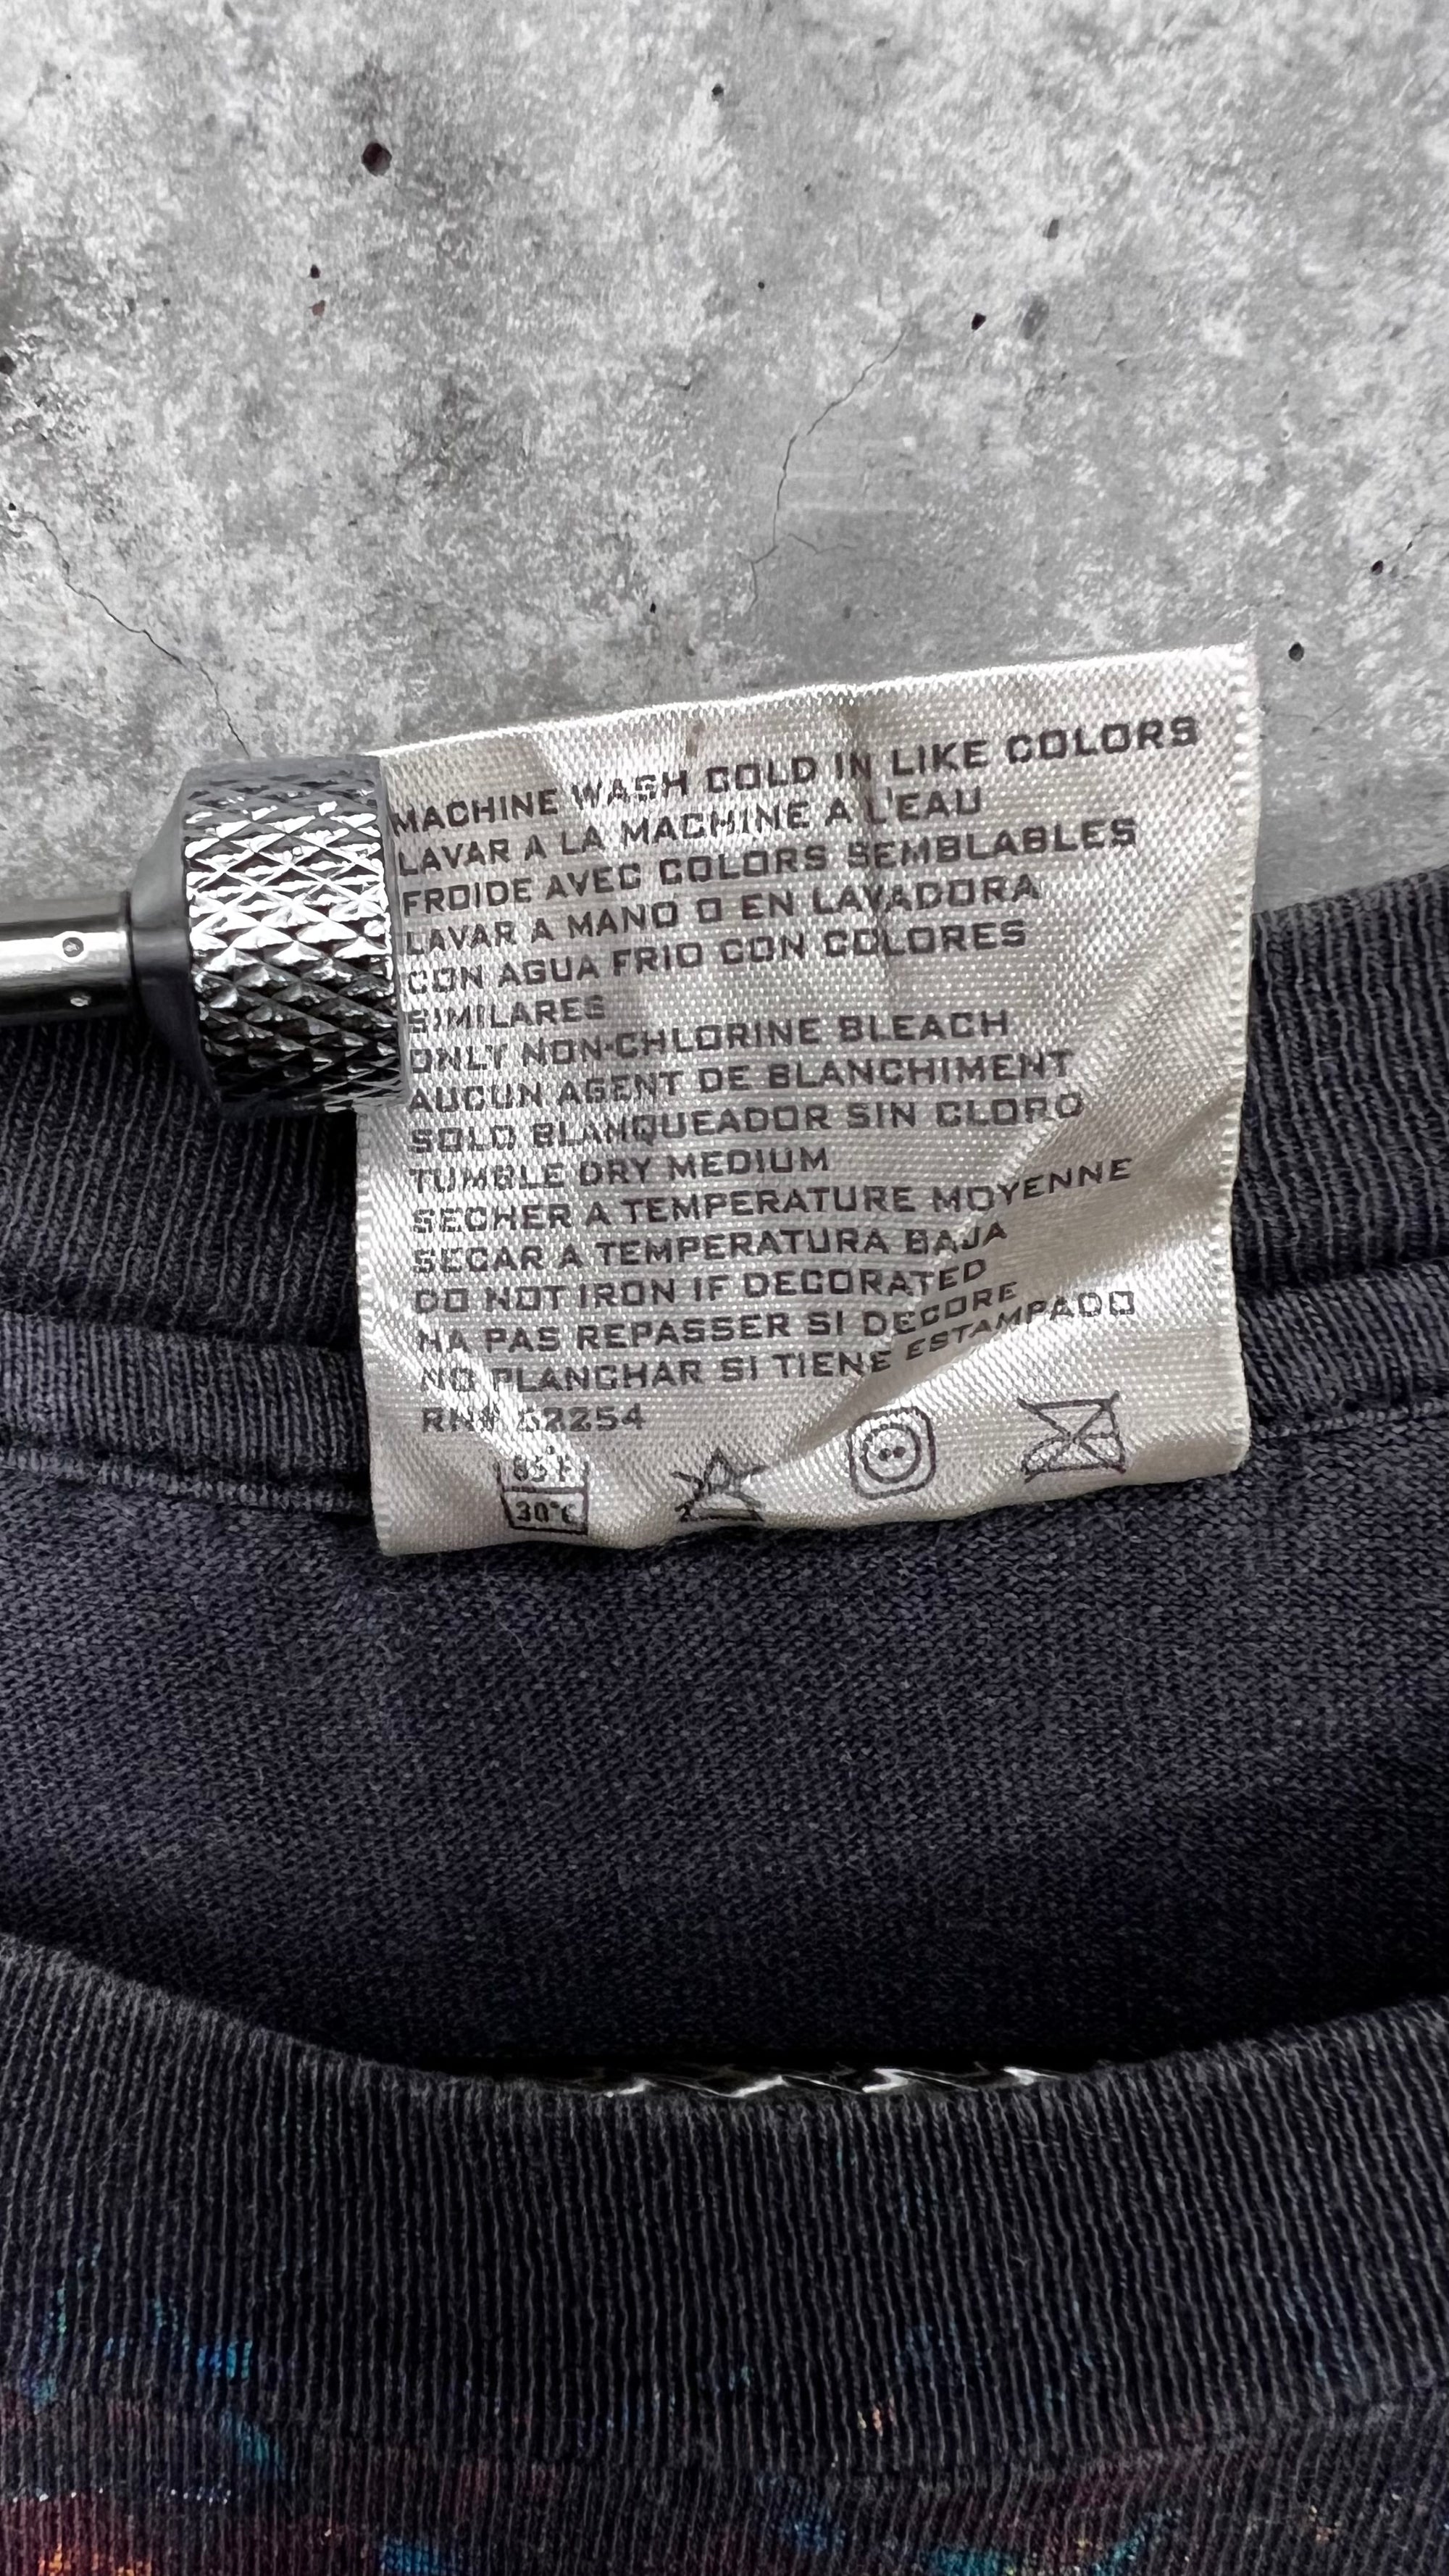 MACHINE WASH COLD IN LIKE COLORS
LAVAR A LA MACHINE A L'EAU
FROIDE AVEC COLORS SEMBLABLES
LAVAR A MANO O EN LAVADORA
CON AGUA FRIO CON COLORES
SIMILARES
ONLY NON-CHLORINE BLEACH
AUCUN AGENT DE BLANCHIMENT
SOLO BLANQUEADOR SIN CLORO
TUMBLE DRY MEDIUM
SECHER A TEMPERATURE MOYENNE
SECAR A TEMPERATURA BAJA
DO NOT IRON IF DECORATED
NA PAS REPASSER SI DECORE
NO PLANCHAR SI TIENE ESTAMPADO
RN#
85°F
30°C